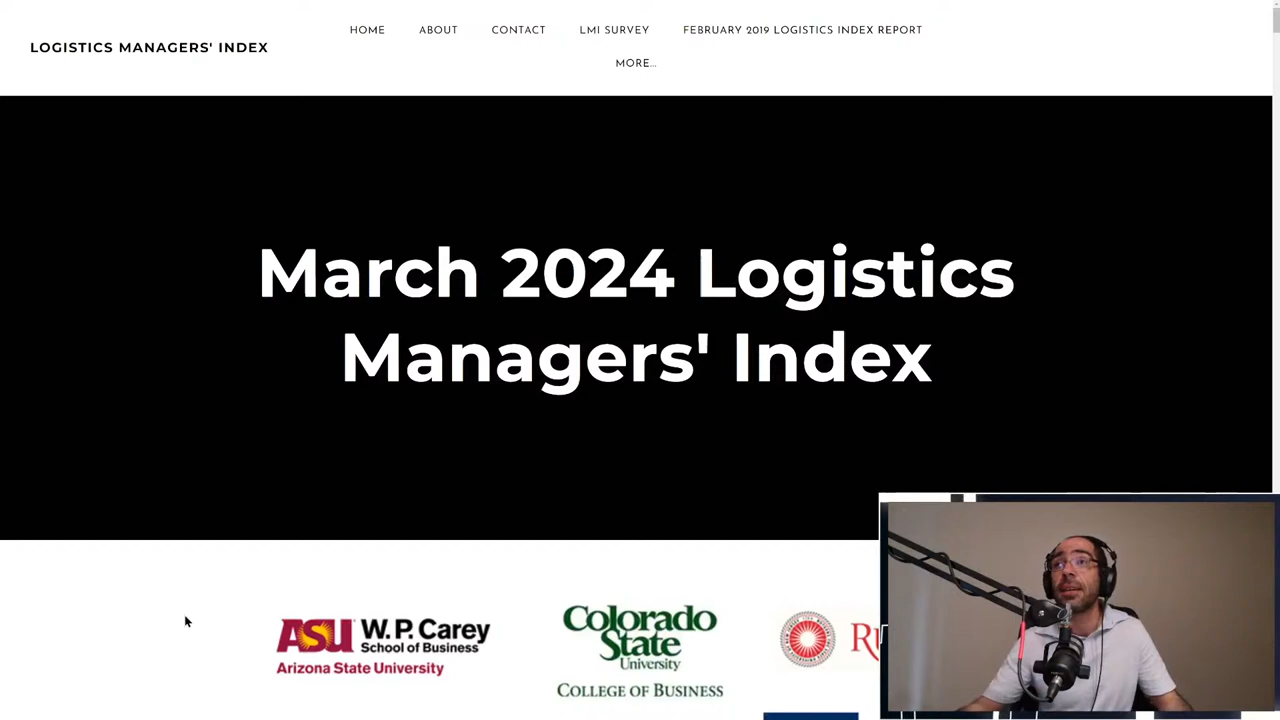 HOME
ABOUT
CONTACT
LMI SURVEY
FEBRUARY 2019 LOGISTICS INDEX REPORT
LOGISTICS MANAGERS' INDEX
MORE...
March 2024 Logistics
Managers' Index
ASU W. P. Carey
School of Business
Arizona State University
Colorado
State
University
COLLEGE OF BUSINESS